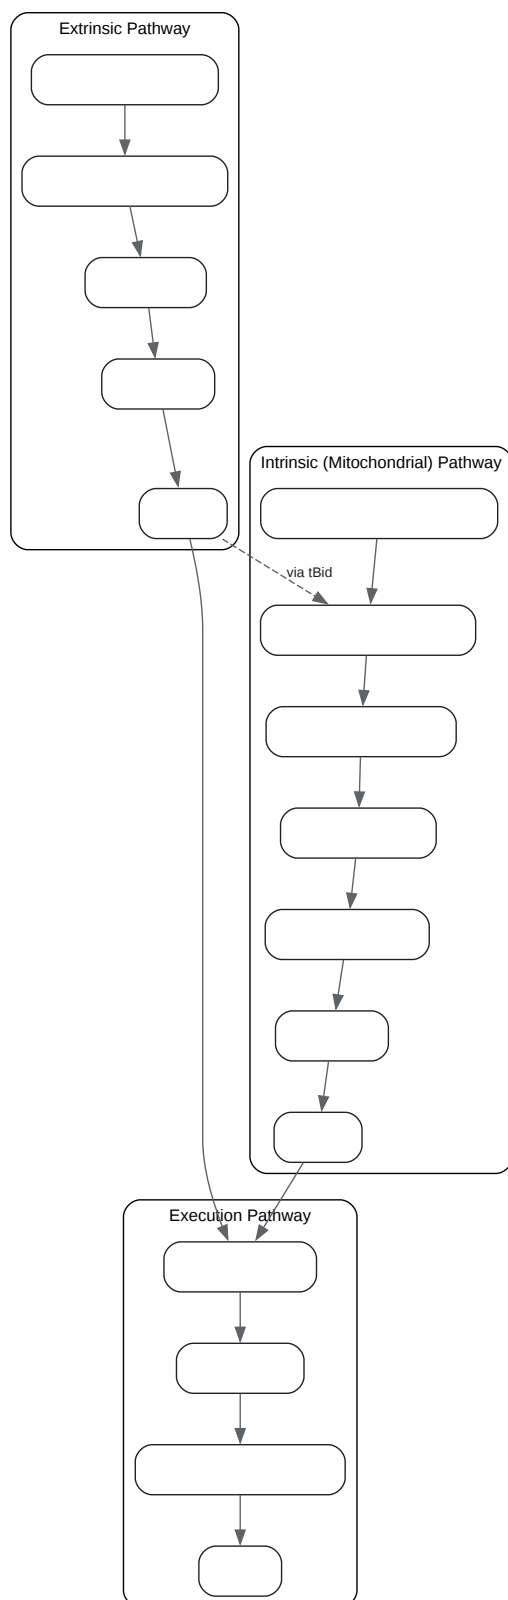 Extrinsic Pathway
Intrinsic (Mitochondrial) Pathway
via tBid
Execution Pathway